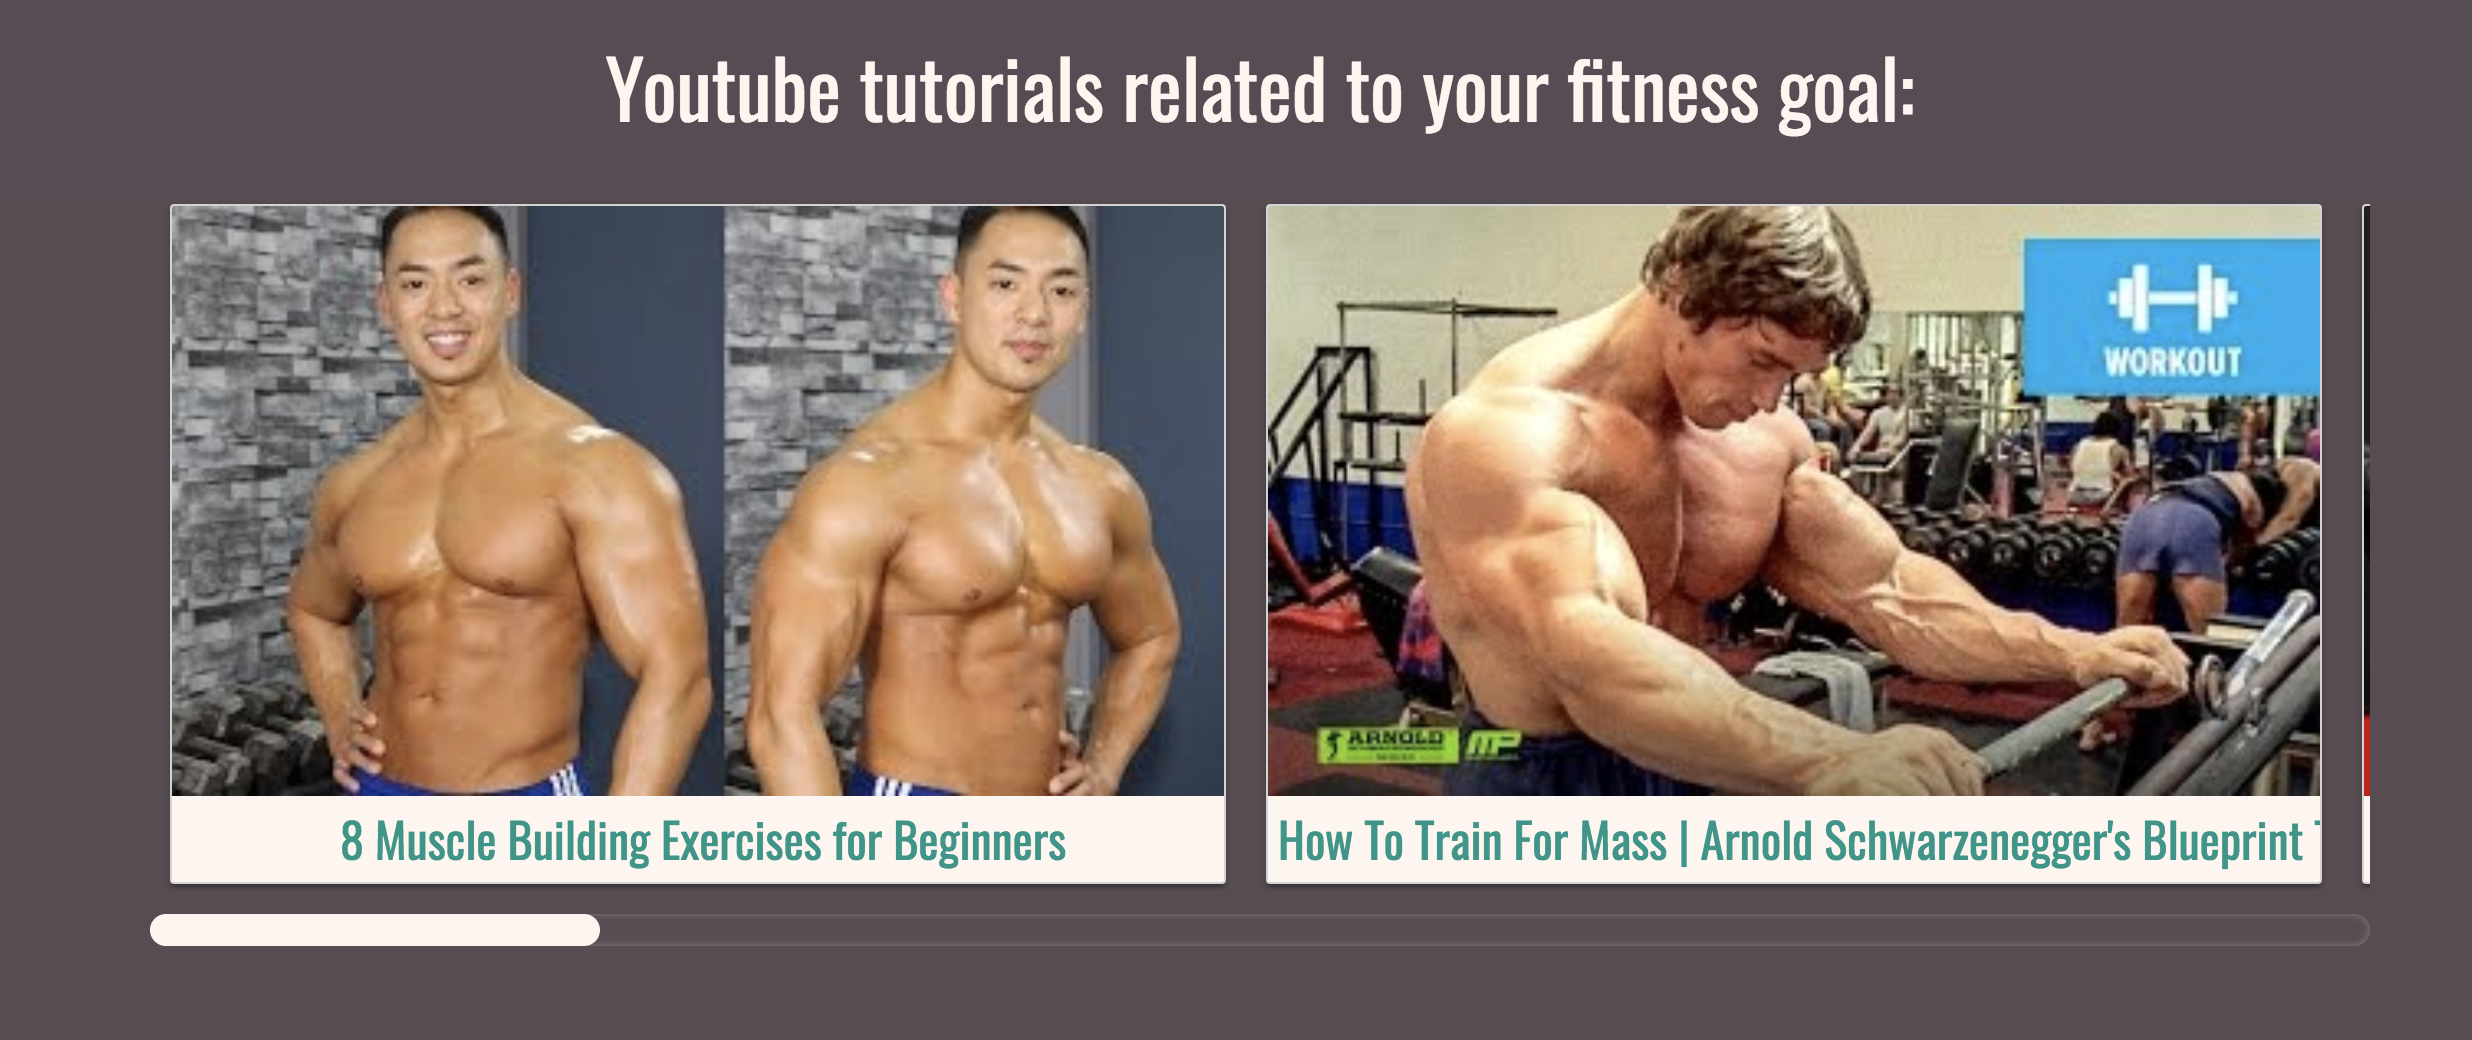 Youtube tutorials related to your fitness goal:
WORKOUT
ARNOLD
MP
8 Muscle Building Exercises for Beginners
How To Train For Mass | Arnold Schwarzenegger's Blueprint